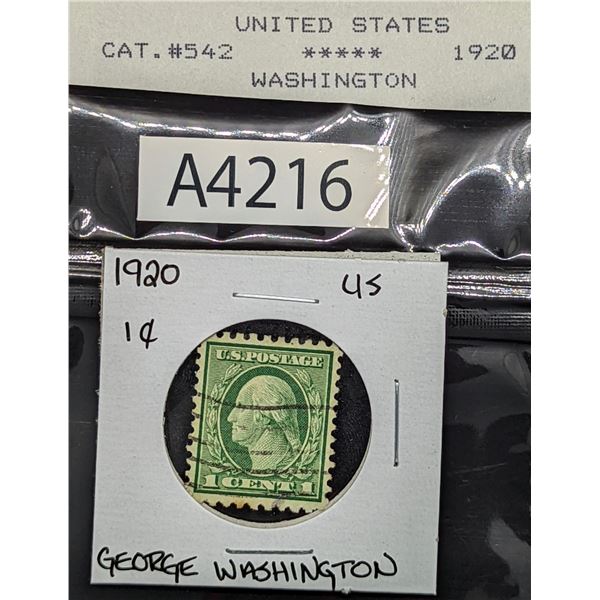 UNITED STATES
CAT.#542 ***** 1920
WASHINGTON
A4216
1920 US
1¢
U.S. POSTAGE
1 CENT 1
GEORGE WASHINGTON